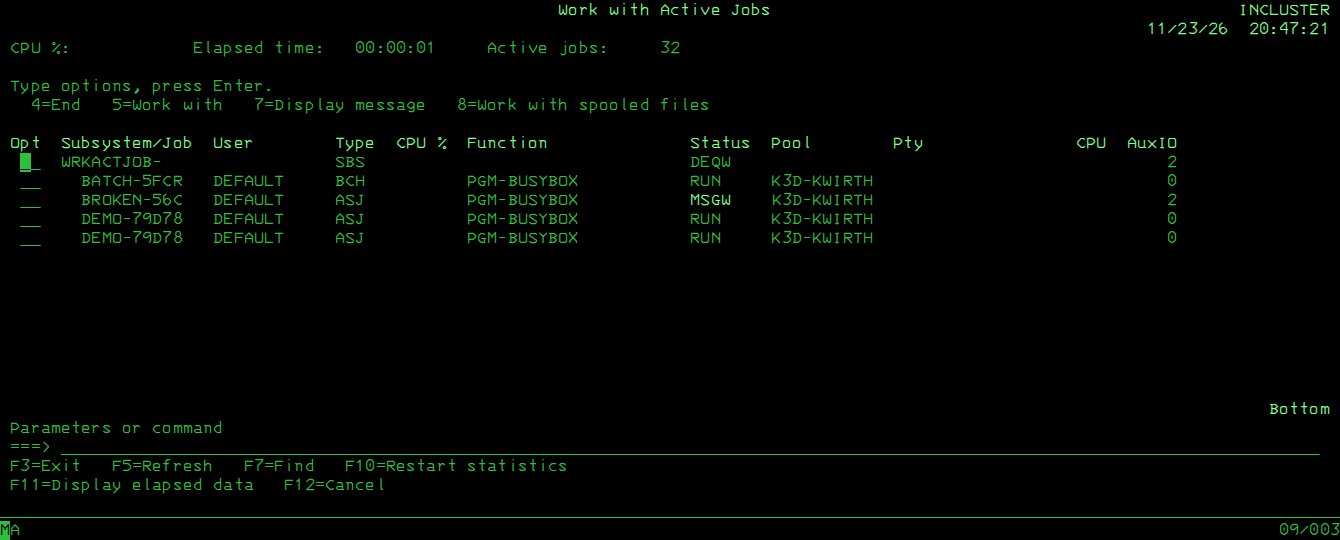 Work with Active Jobs INCLUSTER
11/23/26 20:47:21
CPU %: Elapsed time: 00:00:01 Active jobs: 32
Type options, press Enter.
4=End 5=Work with 7=Display message 8=Work with spooled files
Opt Subsystem/Job User Type CPU % Function Status Pool Pty CPU AuxIO
__ WRKACTJOB- SBS DEQW 2
__ BATCH-5FCR DEFAULT BCH PGM-BUSYBOX RUN K3D-KWIRTH 0
__ BROKEN-56C DEFAULT ASJ PGM-BUSYBOX MSGW K3D-KWIRTH 2
__ DEMO-79D78 DEFAULT ASJ PGM-BUSYBOX RUN K3D-KWIRTH 0
__ DEMO-79D78 DEFAULT ASJ PGM-BUSYBOX RUN K3D-KWIRTH 0
Bottom
Parameters or command
===>
F3=Exit F5=Refresh F7=Find F10=Restart statistics
F11=Display elapsed data F12=Cancel
MA 09/003